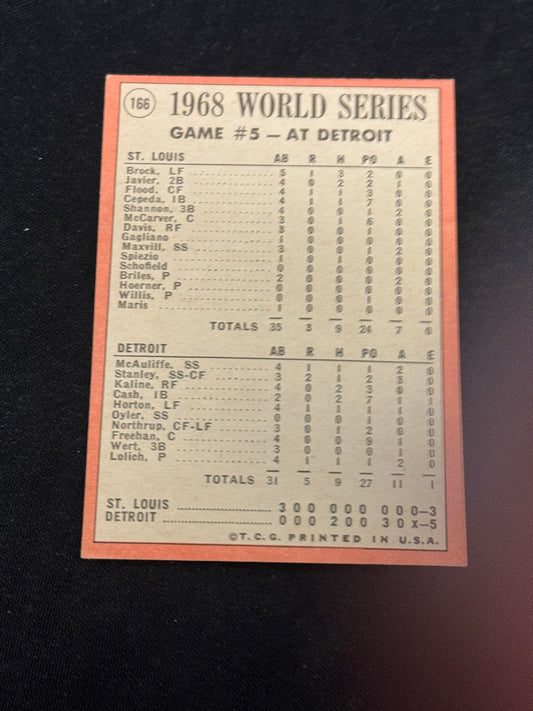 166
1968 WORLD SERIES
GAME #5 — AT DETROIT
ST. LOUIS AB R H PO A E
Brock, LF 5 1 3 2 0 0
Javier, 2B 4 0 2 2 1 0
Flood, CF 4 1 1 3 0 0
Cepeda, 1B 4 1 1 7 0 0
Shannon, 3B 4 0 0 2 0
McCarver, C 3 0 1 6 0 0
Davis, RF 3 0 0 0 0
Gagliano 1 0 0 0 0 0
Maxvill, SS 3 0 0 2 0
Spiezio 1 0 1 0 0 0
Schofield 0 0 0 0 0 0
Briles, P 2 0 0 0 2 0
Hoerner, P 0 0 0 0 0 0
Willis, P 0 0 0 0 0 0
Maris 1 0 0 0 0 0
TOTALS 35 3 9 24 7 0
DETROIT AB R H PO A E
McAuliffe, SS 4 1 1 1 2 0
Stanley, SS-CF 3 2 1 2 3 0
Kaline, RF 4 0 2 3 0 0
Cash, 1B 2 0 2 7 1 1
Horton, LF 4 1 1 0
Oyler, SS 0 0 0 0
Northrup, CF-LF 3 0 1 2 0 0
Freehan, C 4 0 0 9 1 0
Wert, 3B 3 0 0 0
Lolich, P 4 1 1 1 2 0
TOTALS 31 5 9 27 11 1
ST. LOUIS 3 0 0 0 0 0 0 0 0—3
DETROIT 0 0 0 2 0 0 3 0 X—5
©T.C.G. PRINTED IN U.S.A.